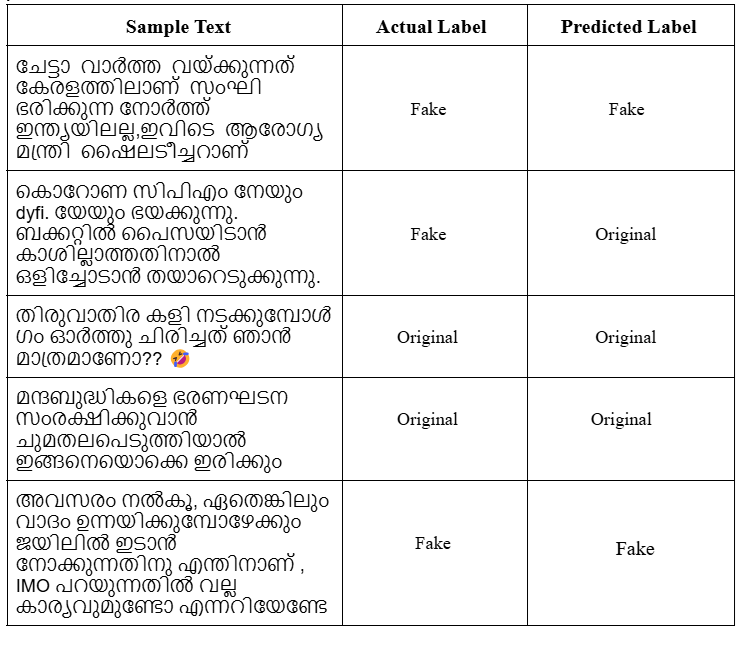 Sample Text Actual Label Predicted Label
ചേട്ടാ വാർത്ത വയ്ക്കുന്നത്
കേരളത്തിലാണ് സംഘി
ഭരിക്കുന്ന നോർത്ത്
ഇന്ത്യയിലല്ല,ഇവിടെ ആരോഗ്യ
മന്ത്രി ഷൈലടീച്ചറാണ്
Fake Fake
കൊറോണ സിപിഎം നേയും
dyfi. യേയും ഭയക്കുന്നു.
ബക്കറ്റിൽ പൈസയിടാൻ
കാശില്ലാത്തതിനാൽ
ഒളിച്ചോടാൻ തയാറെടുക്കുന്നു.
Fake Original
തിരുവാതിര കളി നടക്കുമ്പോൾ
ഗം ഓർത്തു ചിരിച്ചത് ഞാൻ
മാത്രമാണോ?? 🤣
Original Original
മന്ദബുദ്ധികളെ ഭരണഘടന
സംരക്ഷിക്കുവാൻ
ചുമതലപെടുത്തിയാൽ
ഇങ്ങനെയൊക്കെ ഇരിക്കും
Original Original
അവസരം നൽകൂ, ഏതെങ്കിലും
വാദം ഉന്നയിക്കുമ്പോഴേക്കും
ജയിലിൽ ഇടാൻ
നോക്കുന്നതിനു എന്തിനാണ് ,
IMO പറയുന്നതിൽ വല്ല
കാര്യവുമുണ്ടോ എന്നറിയേണ്ടേ
Fake Fake